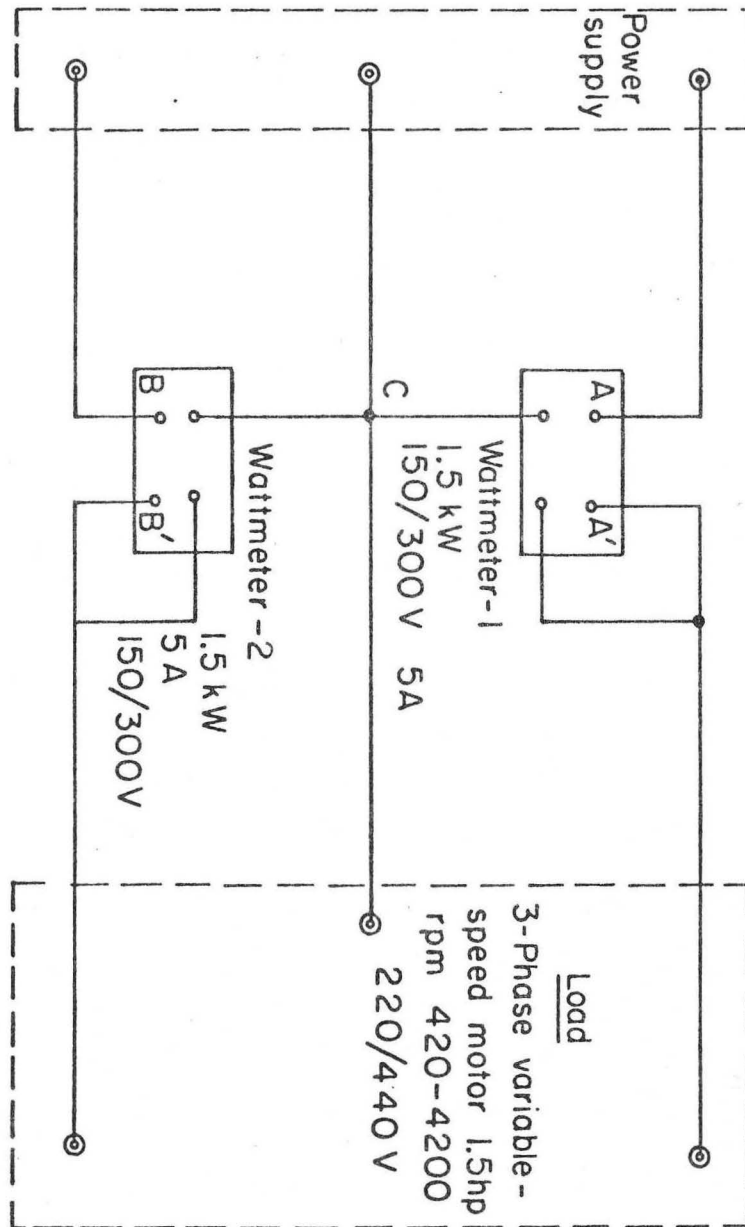 Power
supply
A
A'
Wattmeter-1
1.5 kW
150/300V 5A
C
B
B'
Wattmeter-2
1.5 kW
5A
150/300V
Load
3-Phase variable-
speed motor 1.5hp
rpm 420-4200
220/440V